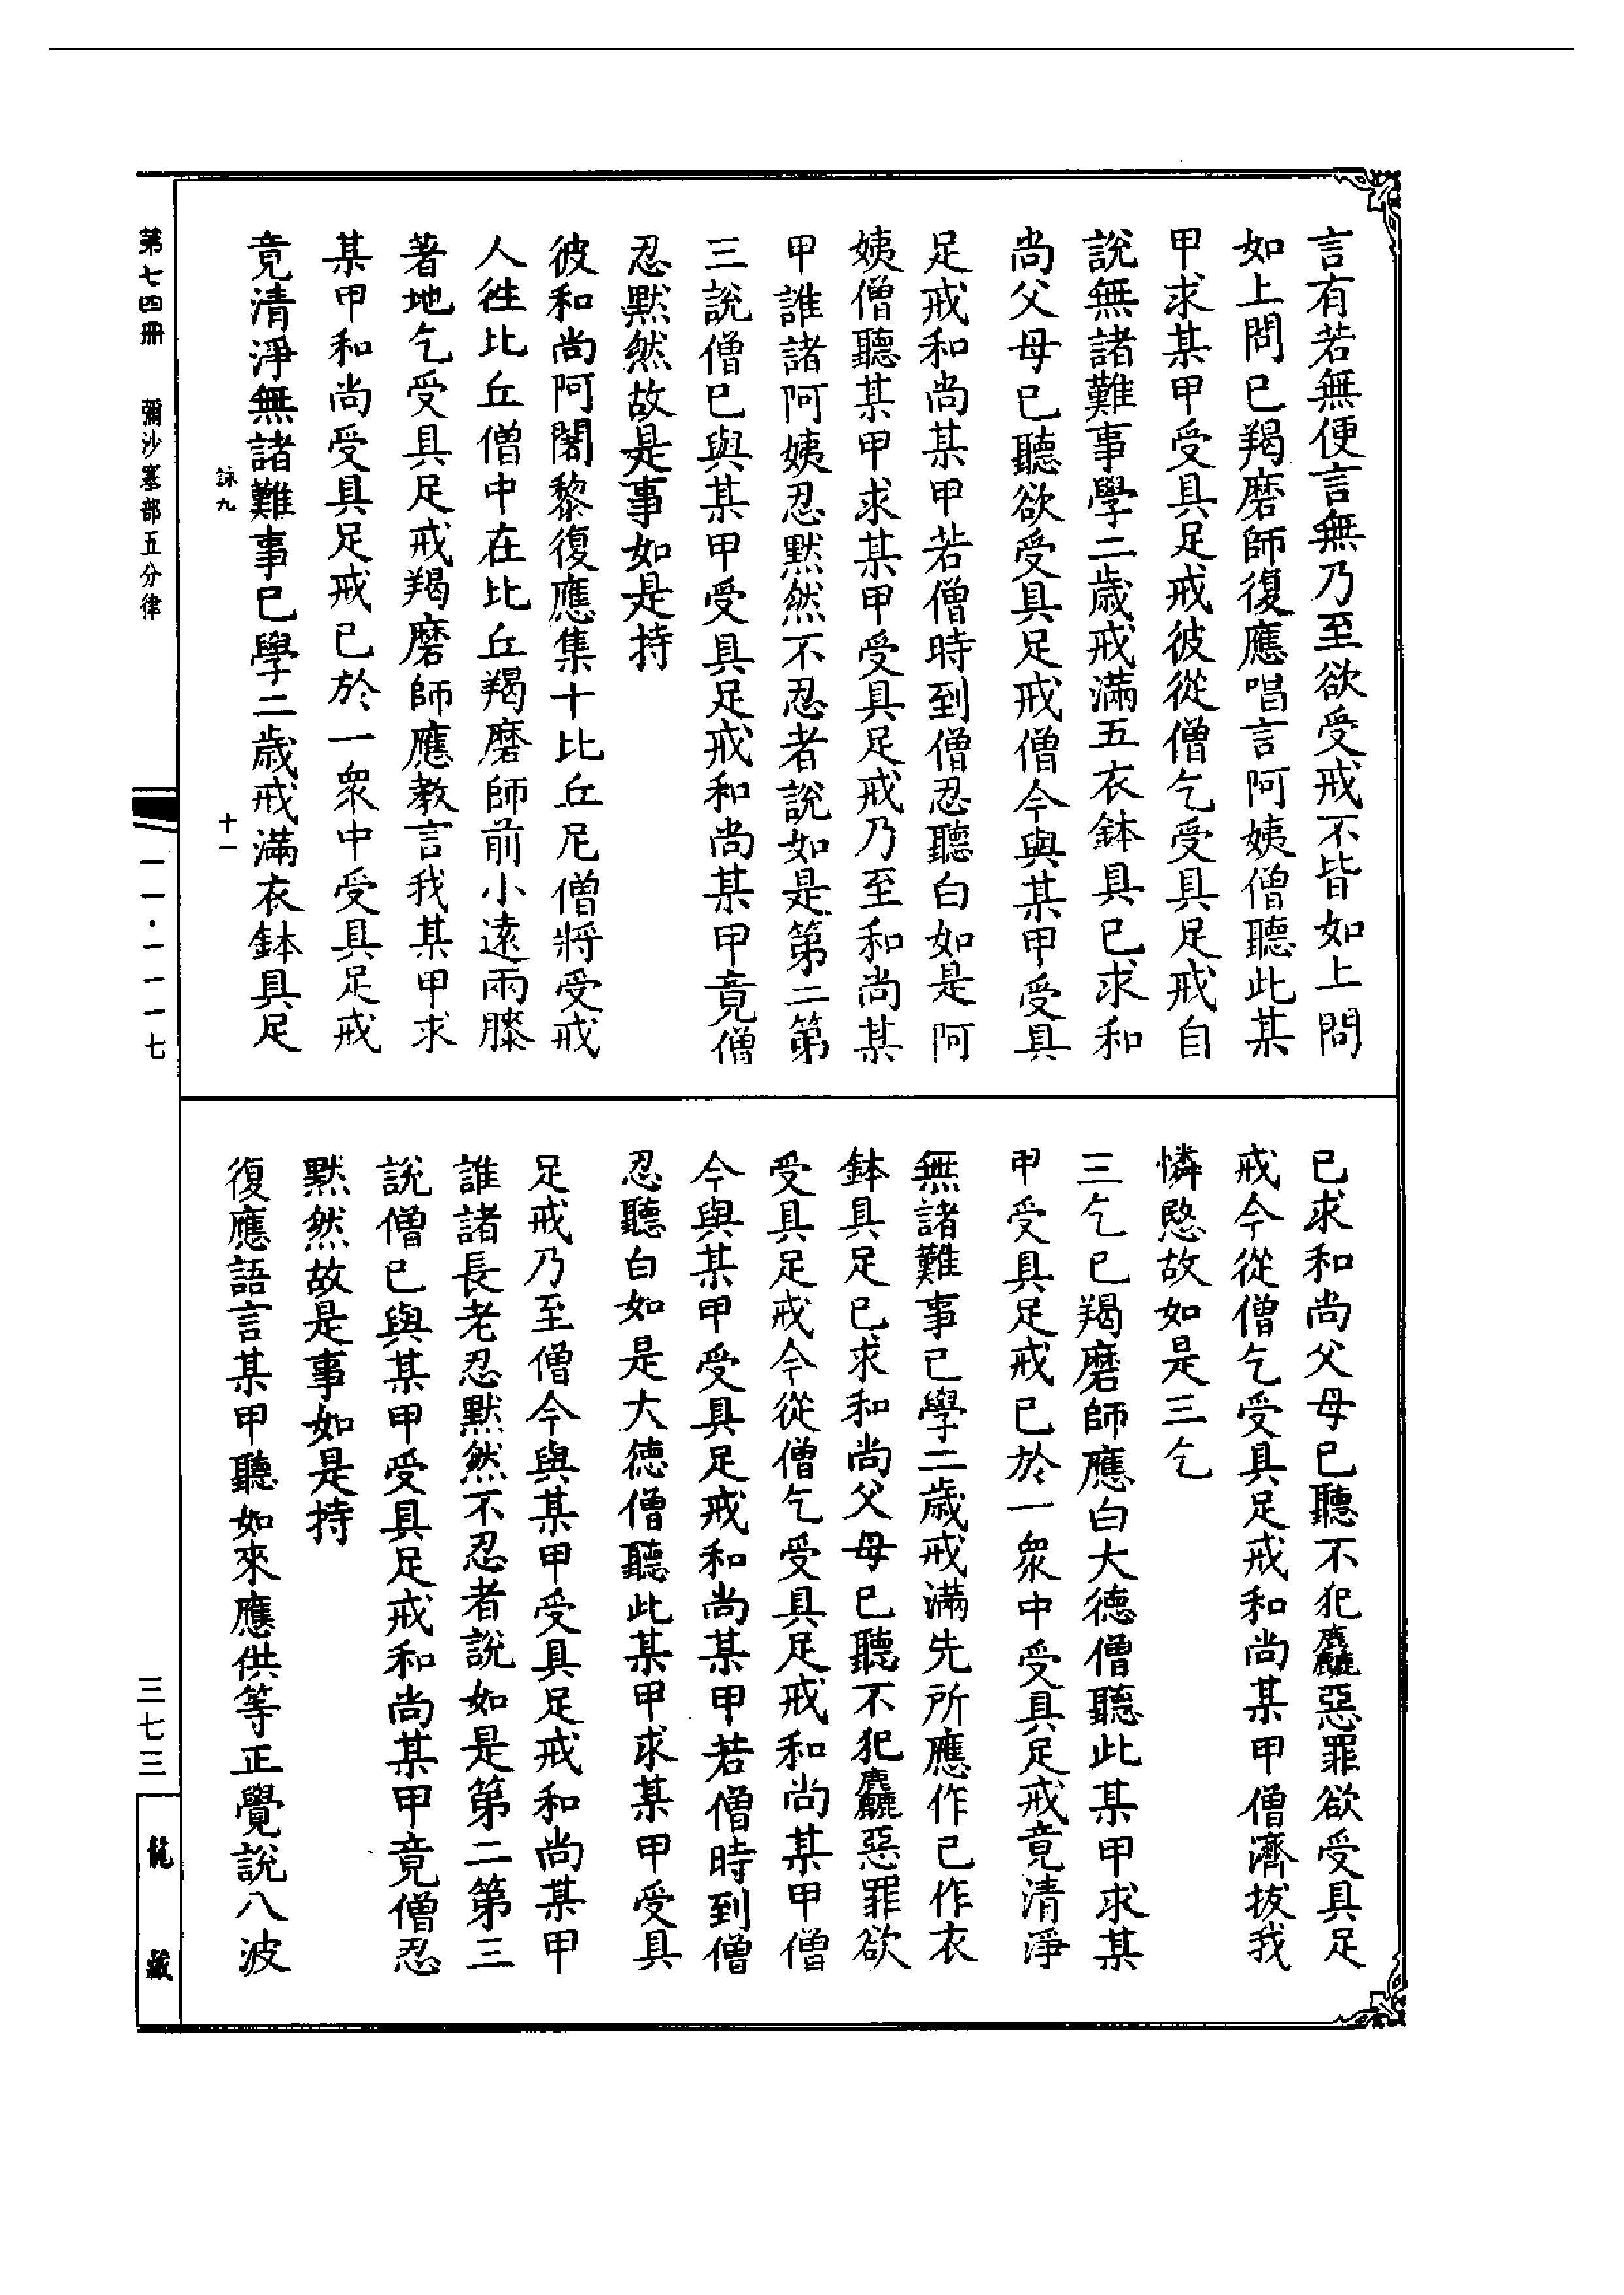 言有若無便言無乃至欲受戒不皆如上問
如上問已羯磨師復應唱言阿姨僧聽此某
甲求某甲受具足戒彼從僧乞受具足戒自
說無諸難事學二歲戒滿五衣鉢具已求和
尚父母已聽欲受具足戒僧今與某甲受具
足戒和尚某甲若僧時到僧忍聽白如是阿
姨僧聽某甲求某甲受具足戒乃至和尚某
甲誰諸阿姨忍默然不忍者說如是第二第
三說僧已與某甲受具足戒和尚某甲竟僧
忍默然故是事如是持
彼和尚阿闍黎復應集十比丘尼僧將受戒
人徃比丘僧中在比丘羯磨師前小遠兩膝
著地乞受具足戒羯磨師應教言我某甲求
某甲和尚受具足戒已於一衆中受具足戒
竟清淨無諸難事已學二歲戒滿衣鉢具足
已求和尚父母已聽不犯麤惡罪欲受具足
戒今從僧乞受具足戒和尚某甲僧濟拔我
憐愍故如是三乞
三乞已羯磨師應白大德僧聽此某甲求某
甲受具足戒已於一衆中受具足戒竟清淨
無諸難事已學二歲戒滿先所應作已作衣
鉢具足已求和尚父母已聽不犯麤惡罪欲
受具足戒今從僧乞受具足戒和尚某甲僧
今與某甲受具足戒和尚某甲若僧時到僧
忍聽白如是大德僧聽此某甲求某甲受具
足戒乃至僧今與某甲受具足戒和尚某甲
誰諸長老忍默然不忍者說如是第二第三
說僧已與某甲受具足戒和尚某甲竟僧忍
默然故是事如是持
復應語言某甲聽如來應供等正覺說八波
詠九 十一
第七四冊 彌沙塞部五分律
一一·一一一七
三七三
龍藏